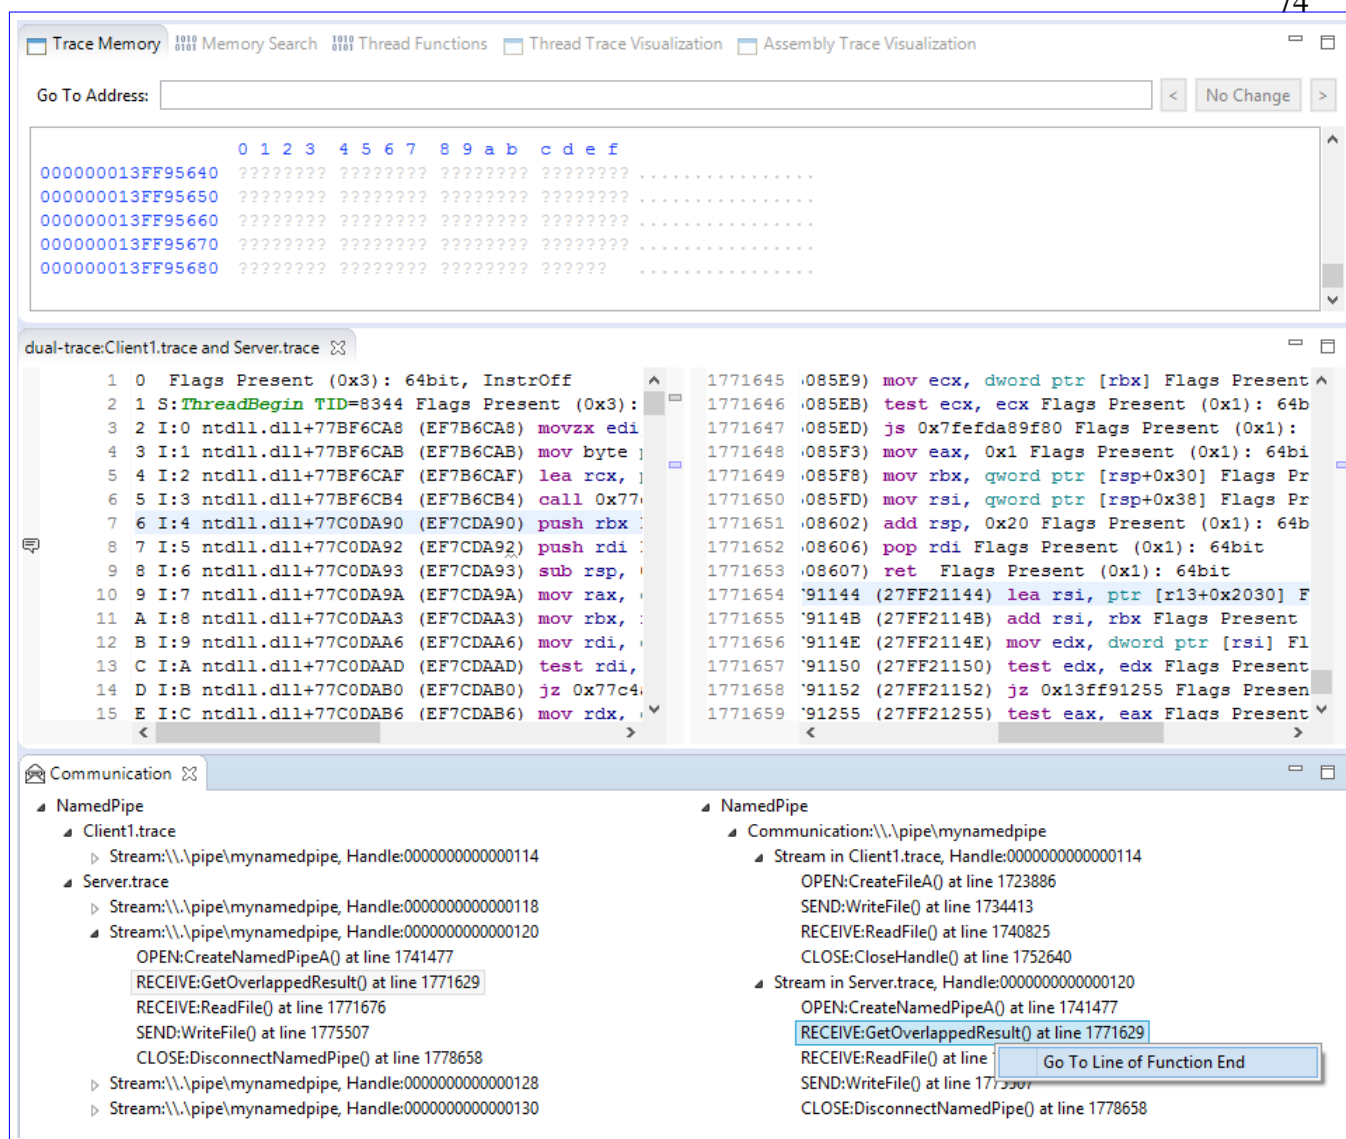 74
Trace Memory Memory Search Thread Functions Thread Trace Visualization Assembly Trace Visualization
Go To Address: < No Change >
0 1 2 3 4 5 6 7 8 9 a b c d e f
000000013FF95640 ???????? ???????? ???????? ???????? ................
000000013FF95650 ???????? ???????? ???????? ???????? ................
000000013FF95660 ???????? ???????? ???????? ???????? ................
000000013FF95670 ???????? ???????? ???????? ???????? ................
000000013FF95680 ???????? ???????? ???????? ?????? ................
dual-trace:Client1.trace and Server.trace
1 0 Flags Present (0x3): 64bit, InstrOff
2 1 S:ThreadBegin TID=8344 Flags Present (0x3):
3 2 I:0 ntdll.dll+77BF6CA8 (EF7B6CA8) movzx edi
4 3 I:1 ntdll.dll+77BF6CAB (EF7B6CAB) mov byte
5 4 I:2 ntdll.dll+77BF6CAF (EF7B6CAF) lea rcx,
6 5 I:3 ntdll.dll+77BF6CB4 (EF7B6CB4) call 0x77
7 6 I:4 ntdll.dll+77C0DA90 (EF7CDA90) push rbx
8 7 I:5 ntdll.dll+77C0DA92 (EF7CDA92) push rdi
9 8 I:6 ntdll.dll+77C0DA93 (EF7CDA93) sub rsp,
10 9 I:7 ntdll.dll+77C0DA9A (EF7CDA9A) mov rax,
11 A I:8 ntdll.dll+77C0DAA3 (EF7CDAA3) mov rbx,
12 B I:9 ntdll.dll+77C0DAA6 (EF7CDAA6) mov rdi,
13 C I:A ntdll.dll+77C0DAAD (EF7CDAAD) test rdi,
14 D I:B ntdll.dll+77C0DAB0 (EF7CDAB0) jz 0x77c4
15 E I:C ntdll.dll+77C0DAB6 (EF7CDAB6) mov rdx,
1771645 085E9) mov ecx, dword ptr [rbx] Flags Present
1771646 085EB) test ecx, ecx Flags Present (0x1): 64b
1771647 085ED) js 0x7fefda89f80 Flags Present (0x1):
1771648 085F3) mov eax, 0x1 Flags Present (0x1): 64bi
1771649 085F8) mov rbx, qword ptr [rsp+0x30] Flags Pr
1771650 085FD) mov rsi, qword ptr [rsp+0x38] Flags Pr
1771651 08602) add rsp, 0x20 Flags Present (0x1): 64b
1771652 08606) pop rdi Flags Present (0x1): 64bit
1771653 08607) ret Flags Present (0x1): 64bit
1771654 91144 (27FF21144) lea rsi, ptr [r13+0x2030] F
1771655 9114B (27FF2114B) add rsi, rbx Flags Present
1771656 9114E (27FF2114E) mov edx, dword ptr [rsi] Fl
1771657 91150 (27FF21150) test edx, edx Flags Present
1771658 91152 (27FF21152) jz 0x13ff91255 Flags Presen
1771659 91255 (27FF21255) test eax, eax Flags Present
Communication
NamedPipe
Client1.trace
Stream:\\.\pipe\mynamedpipe, Handle:0000000000000114
Server.trace
Stream:\\.\pipe\mynamedpipe, Handle:0000000000000118
Stream:\\.\pipe\mynamedpipe, Handle:0000000000000120
OPEN:CreateNamedPipeA() at line 1741477
RECEIVE:GetOverlappedResult() at line 1771629
RECEIVE:ReadFile() at line 1771676
SEND:WriteFile() at line 1775507
CLOSE:DisconnectNamedPipe() at line 1778658
Stream:\\.\pipe\mynamedpipe, Handle:0000000000000128
Stream:\\.\pipe\mynamedpipe, Handle:0000000000000130
NamedPipe
Communication:\\.\pipe\mynamedpipe
Stream in Client1.trace, Handle:0000000000000114
OPEN:CreateFileA() at line 1723886
SEND:WriteFile() at line 1734413
RECEIVE:ReadFile() at line 1740825
CLOSE:CloseHandle() at line 1752640
Stream in Server.trace, Handle:0000000000000120
OPEN:CreateNamedPipeA() at line 1741477
RECEIVE:GetOverlappedResult() at line 1771629
RECEIVE:ReadFile() at line
Go To Line of Function End
SEND:WriteFile() at line 1775507
CLOSE:DisconnectNamedPipe() at line 1778658